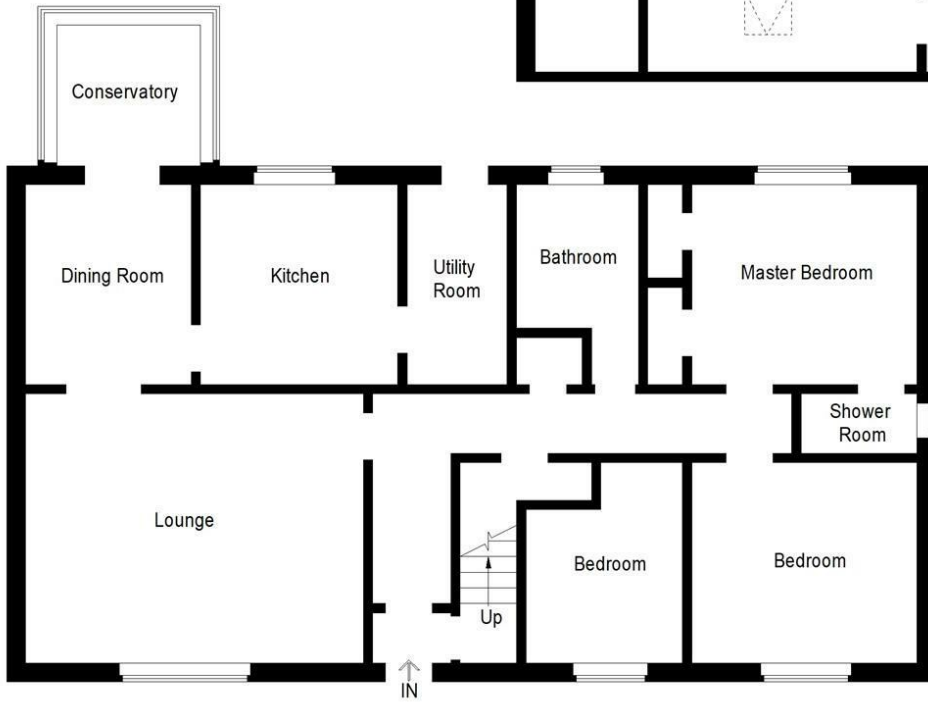 Conservatory
Dining Room
Kitchen
Utility
Room
Bathroom
Master Bedroom
Shower
Room
Lounge
Bedroom
Bedroom
Up
IN